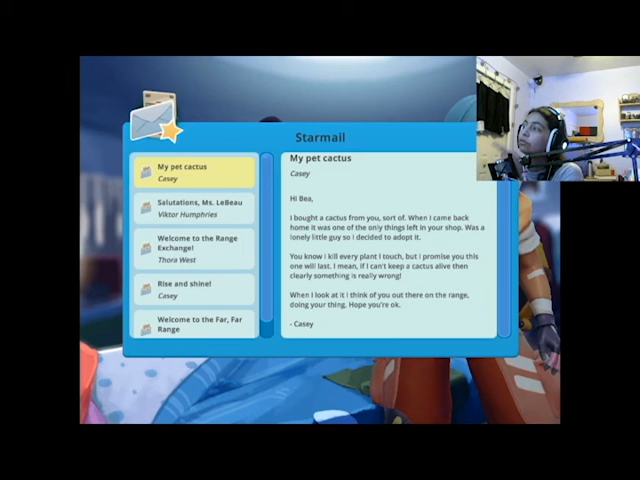 Starmail
My pet cactus
Casey
Salutations, Ms. LeBeau
Viktor Humphries
Welcome to the Range
Exchange!
Thora West
Rise and shine!
Casey
Welcome to the Far, Far
Range
My pet cactus
Casey
Hi Bea,
I bought a cactus from you, sort of. When I came back
home it was one of the only things left in your shop. Was a
lonely little guy so I decided to adopt it.
You know I kill every plant I touch, but I promise you this
one will last. I mean, if I can't keep a cactus alive then
clearly something is really wrong!
When I look at it I think of you out there on the range,
doing your thing. Hope you're ok.
- Casey